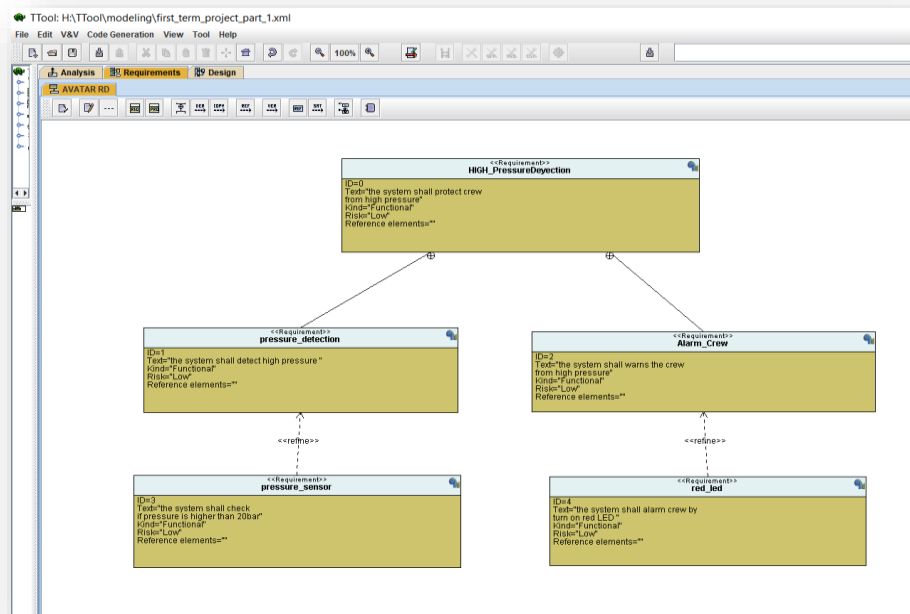 TTool: H:\TTool\modeling\first_term_project_part_1.xml
File Edit V&V Code Generation View Tool Help
100%
Analysis Requirements Design
AVATAR RD
<<Requirement>>
HIGH_PressureDeyection
ID=0
Text="the system shall protect crew
from high pressure"
Kind="Functional"
Risk="Low"
Reference elements=""
<<Requirement>>
pressure_detection
ID=1
Text="the system shall detect high pressure "
Kind="Functional"
Risk="Low"
Reference elements=""
<<Requirement>>
Alarm_Crew
ID=2
Text="the system shall warns the crew
from high pressure"
Kind="Functional"
Risk="Low"
Reference elements=""
<<refine>>
<<refine>>
<<Requirement>>
pressure_sensor
ID=3
Text="the system shall check
if pressure is higher than 20bar"
Kind="Functional"
Risk="Low"
Reference elements=""
<<Requirement>>
red_led
ID=4
Text="the system shall alarm crew by
turn on red LED "
Kind="Functional"
Risk="Low"
Reference elements=""